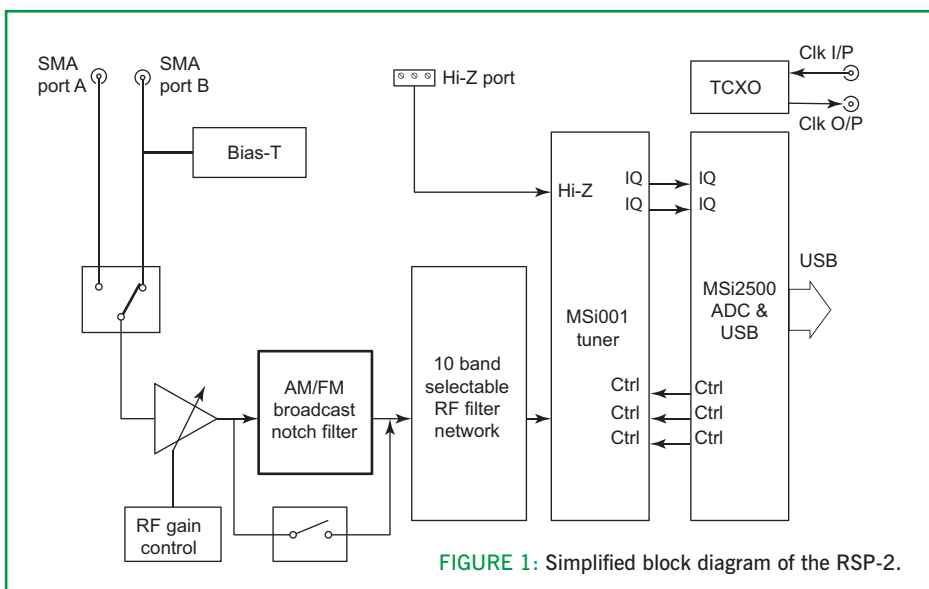 SMA
port A
SMA
port B
Hi-Z port
Clk I/P
TCXO
Clk O/P
Bias-T
Hi-Z
IQ
IQ
IQ
IQ
USB
MSi2500
ADC &
USB
MSi001
tuner
10 band
selectable
RF filter
network
AM/FM
broadcast
notch filter
Ctrl
Ctrl
Ctrl
Ctrl
Ctrl
Ctrl
RF gain
control
FIGURE 1: Simplified block diagram of the RSP-2.